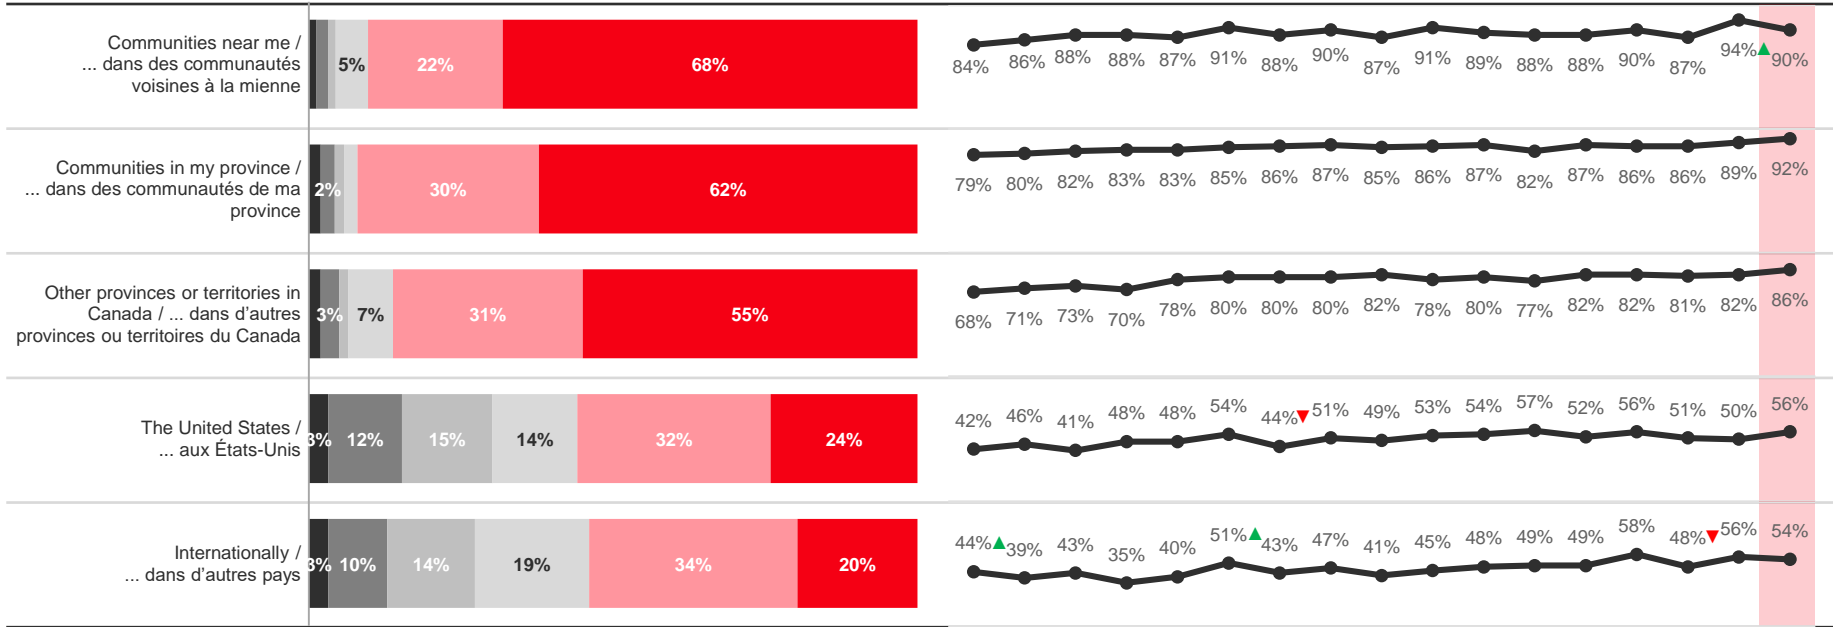 Communities near me /
... dans des communautés
voisines à la mienne
5% 22% 68%
84% 86% 88% 88% 87% 91% 88% 90% 87% 91% 89% 88% 88% 90% 87% 94%▲ 90%
Communities in my province /
... dans des communautés de ma
province
2% 30% 62%
79% 80% 82% 83% 83% 85% 86% 87% 85% 86% 87% 82% 87% 86% 86% 89% 92%
Other provinces or territories in
Canada / ... dans d'autres
provinces ou territoires du Canada
3% 7% 31% 55%
68% 71% 73% 70% 78% 80% 80% 80% 82% 78% 80% 77% 82% 82% 81% 82% 86%
The United States /
... aux États-Unis
3% 12% 15% 14% 32% 24%
42% 46% 41% 48% 48% 54% 44%▼ 51% 49% 53% 54% 57% 52% 56% 51% 50% 56%
Internationally /
... dans d'autres pays
3% 10% 14% 19% 34% 20%
44%▲ 39% 43% 35% 40% 51%▲ 43% 47% 41% 45% 48% 49% 49% 58% 48%▼ 56% 54%